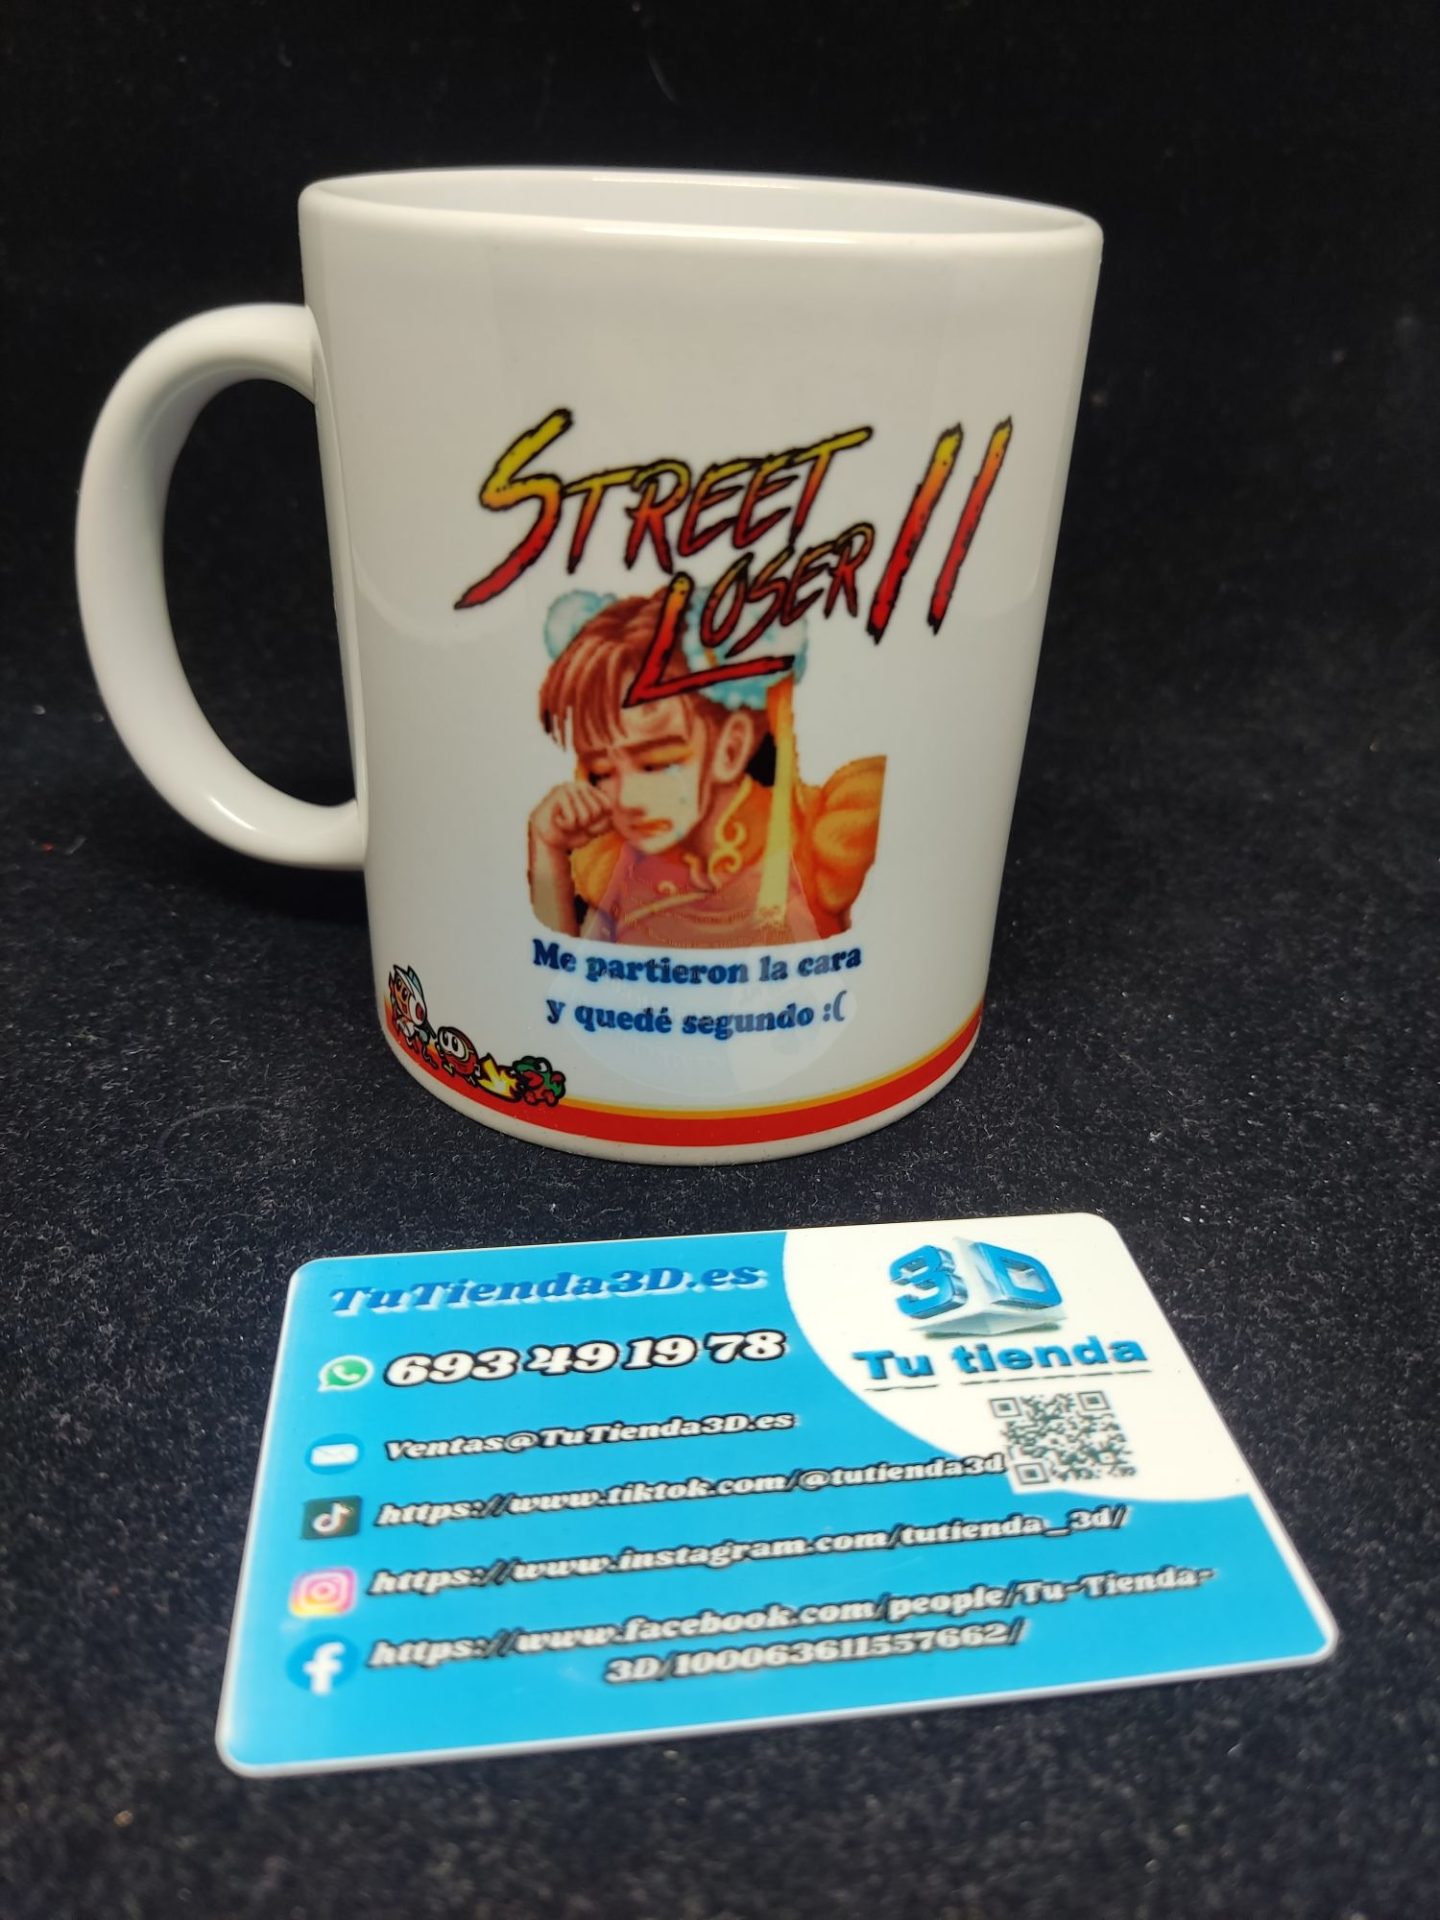 STREET
LOSER II
Me partieron la cara
y quedé segundo :(
TuTienda3D.es
3D
Tu tienda
693 49 19 78
Ventas@TuTienda3D.es
https://www.tiktok.com/@tutienda3d
https://www.instagram.com/tutienda_3d/
https://www.facebook.com/people/Tu-Tienda-
3D/100063611557662/